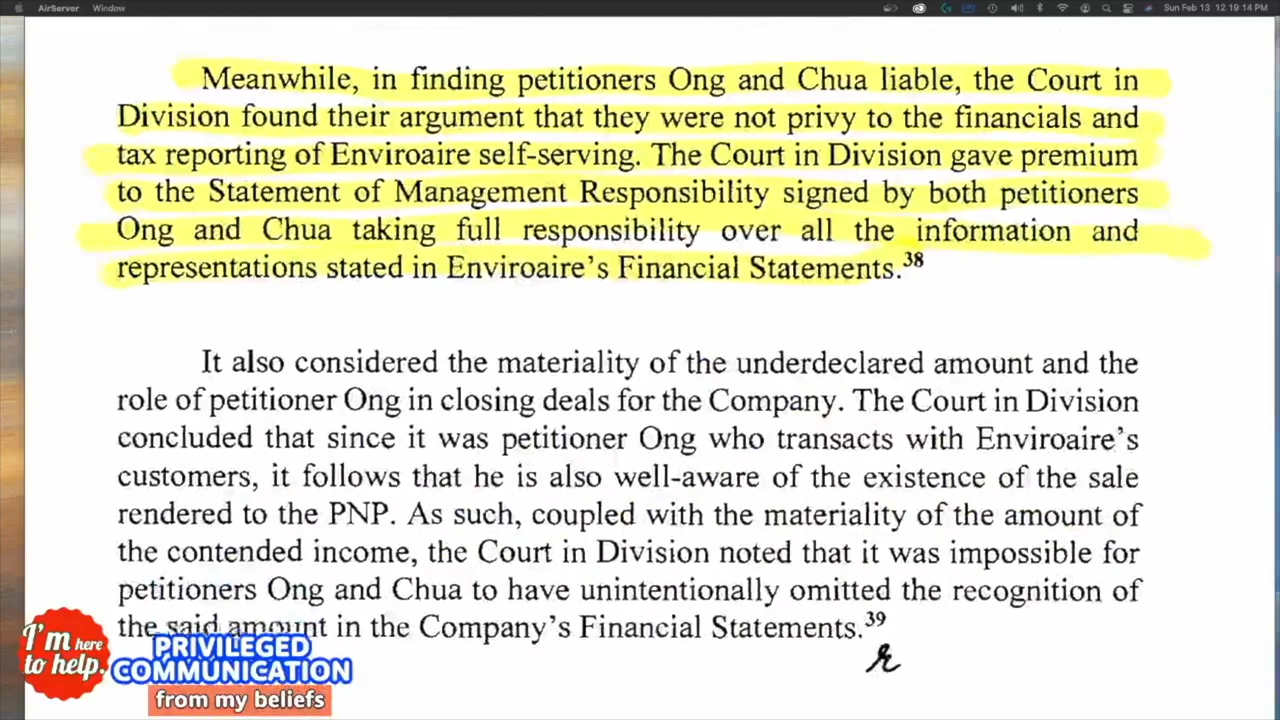 AirServer Window Sun Feb 13 12.19:14 PM
Meanwhile, in finding petitioners Ong and Chua liable, the Court in
Division found their argument that they were not privy to the financials and
tax reporting of Enviroaire self-serving. The Court in Division gave premium
to the Statement of Management Responsibility signed by both petitioners
Ong and Chua taking full responsibility over all the information and
representations stated in Enviroaire's Financial Statements.38
It also considered the materiality of the underdeclared amount and the
role of petitioner Ong in closing deals for the Company. The Court in Division
concluded that since it was petitioner Ong who transacts with Enviroaire's
customers, it follows that he is also well-aware of the existence of the sale
rendered to the PNP. As such, coupled with the materiality of the amount of
the contended income, the Court in Division noted that it was impossible for
petitioners Ong and Chua to have unintentionally omitted the recognition of
the said amount in the Company's Financial Statements.39
I'm here
to help.
PRIVILEGED
COMMUNICATION
from my beliefs